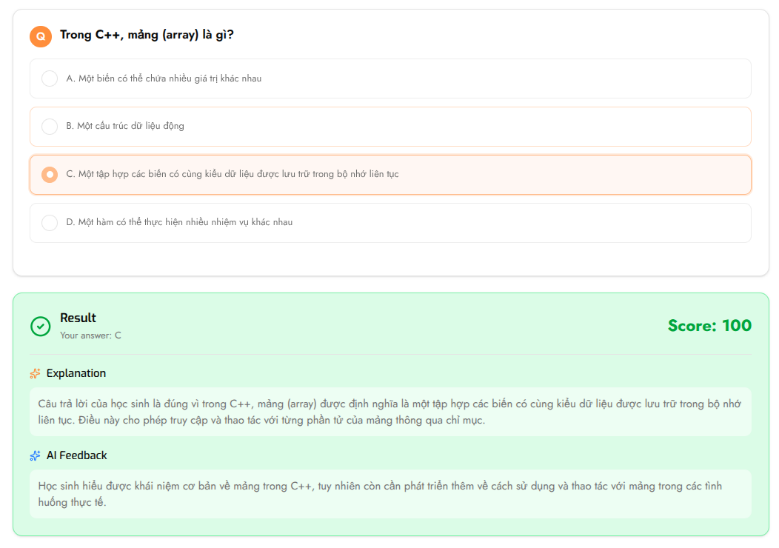 Q Trong C++, mảng (array) là gì?
A. Một biến có thể chứa nhiều giá trị khác nhau
B. Một cấu trúc dữ liệu động
C. Một tập hợp các biến có cùng kiểu dữ liệu được lưu trữ trong bộ nhớ liên tục
D. Một hàm có thể thực hiện nhiều nhiệm vụ khác nhau
Result
Your answer: C
Score: 100
Explanation
Câu trả lời của học sinh là đúng vì trong C++, mảng (array) được định nghĩa là một tập hợp các biến có cùng kiểu dữ liệu được lưu trữ trong bộ nhớ
liên tục. Điều này cho phép truy cập và thao tác với từng phần tử của mảng thông qua chỉ mục.
AI Feedback
Học sinh hiểu được khái niệm cơ bản về mảng trong C++, tuy nhiên còn cần phát triển thêm về cách sử dụng và thao tác với mảng trong các tình
huống thực tế.